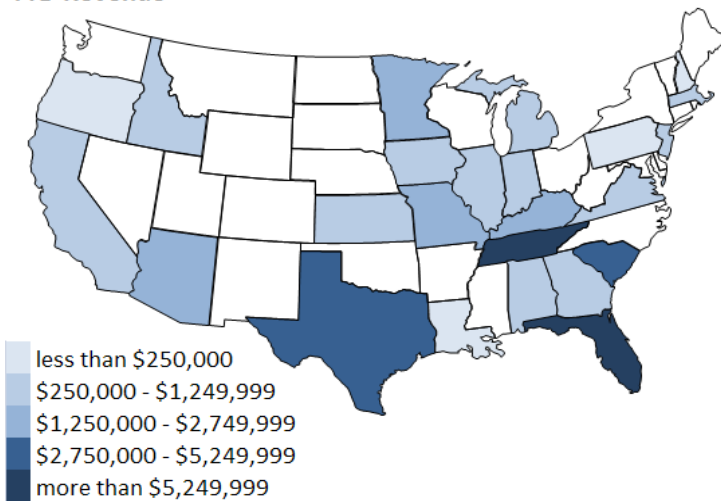 less than $250,000
$250,000 - $1,249,999
$1,250,000 - $2,749,999
$2,750,000 - $5,249,999
more than $5,249,999